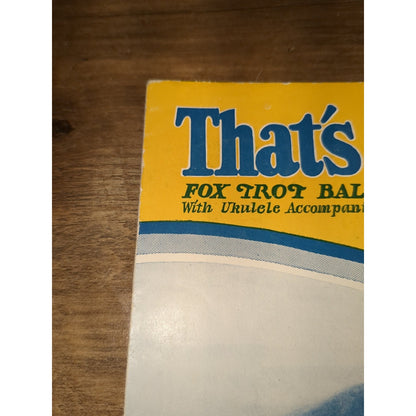 That's
FOX TROT BAL
With Ukulele Accompani